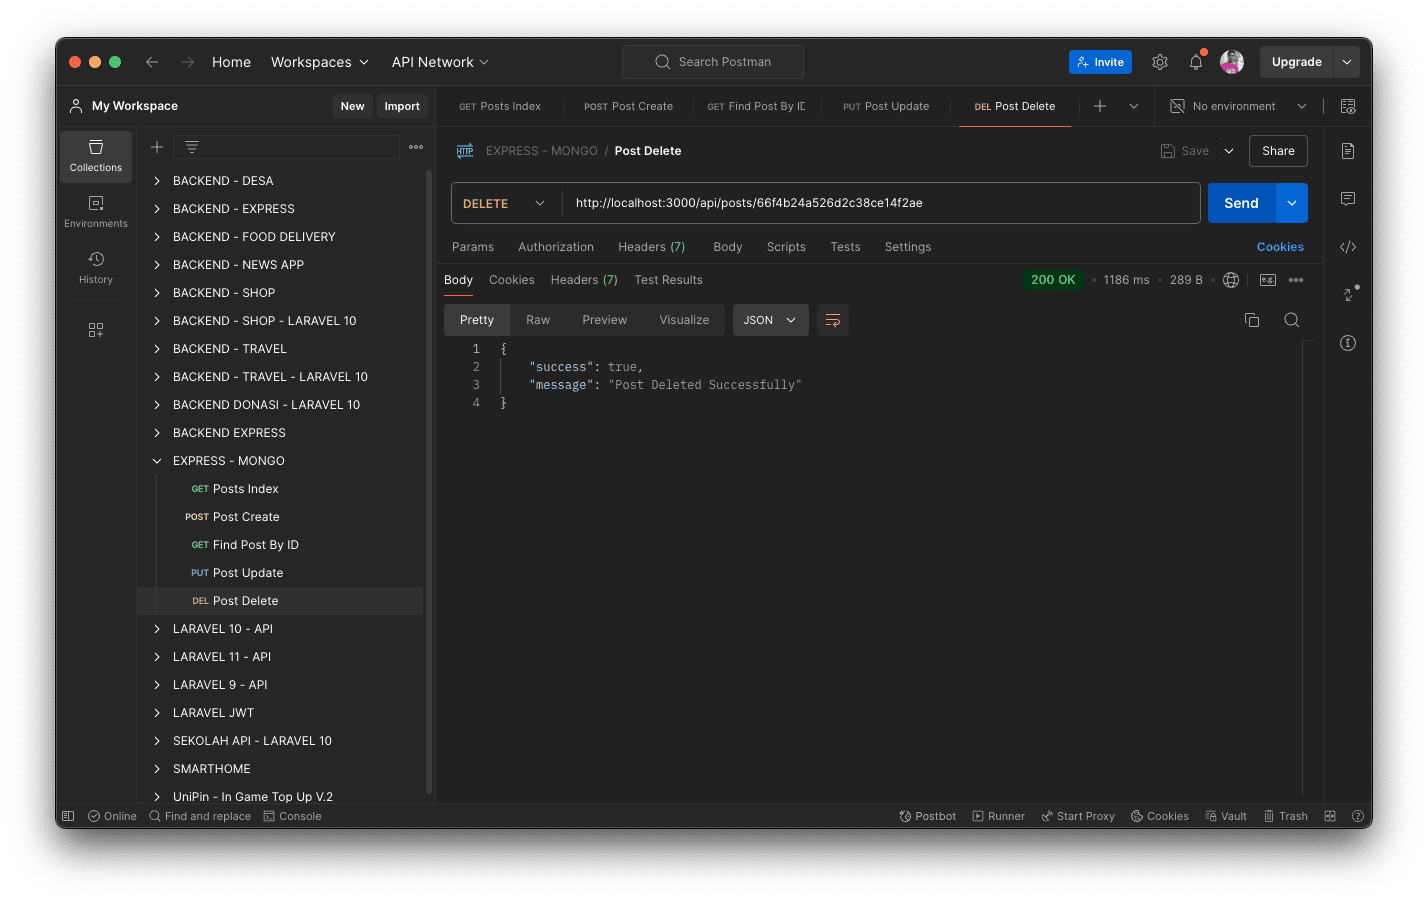 Home Workspaces API Network Search Postman Invite Upgrade
My Workspace New Import GET Posts Index POST Post Create GET Find Post By ID PUT Post Update DEL Post Delete No environment
Collections
Environments
History
BACKEND - DESA
BACKEND - EXPRESS
BACKEND - FOOD DELIVERY
BACKEND - NEWS APP
BACKEND - SHOP
BACKEND - SHOP - LARAVEL 10
BACKEND - TRAVEL
BACKEND - TRAVEL - LARAVEL 10
BACKEND DONASI - LARAVEL 10
BACKEND EXPRESS
EXPRESS - MONGO
GET Posts Index
POST Post Create
GET Find Post By ID
PUT Post Update
DEL Post Delete
LARAVEL 10 - API
LARAVEL 11 - API
LARAVEL 9 - API
LARAVEL JWT
SEKOLAH API - LARAVEL 10
SMARTHOME
UniPin - In Game Top Up V.2
HTTP EXPRESS - MONGO / Post Delete Save Share
DELETE http://localhost:3000/api/posts/66f4b24a526d2c38ce14f2ae Send
Params Authorization Headers (7) Body Scripts Tests Settings Cookies
Body Cookies Headers (7) Test Results 200 OK 1186 ms 289 B e.g.
Pretty Raw Preview Visualize JSON
1 {
2 "success": true,
3 "message": "Post Deleted Successfully"
4 }
Online Find and replace Console Postbot Runner Start Proxy Cookies Vault Trash